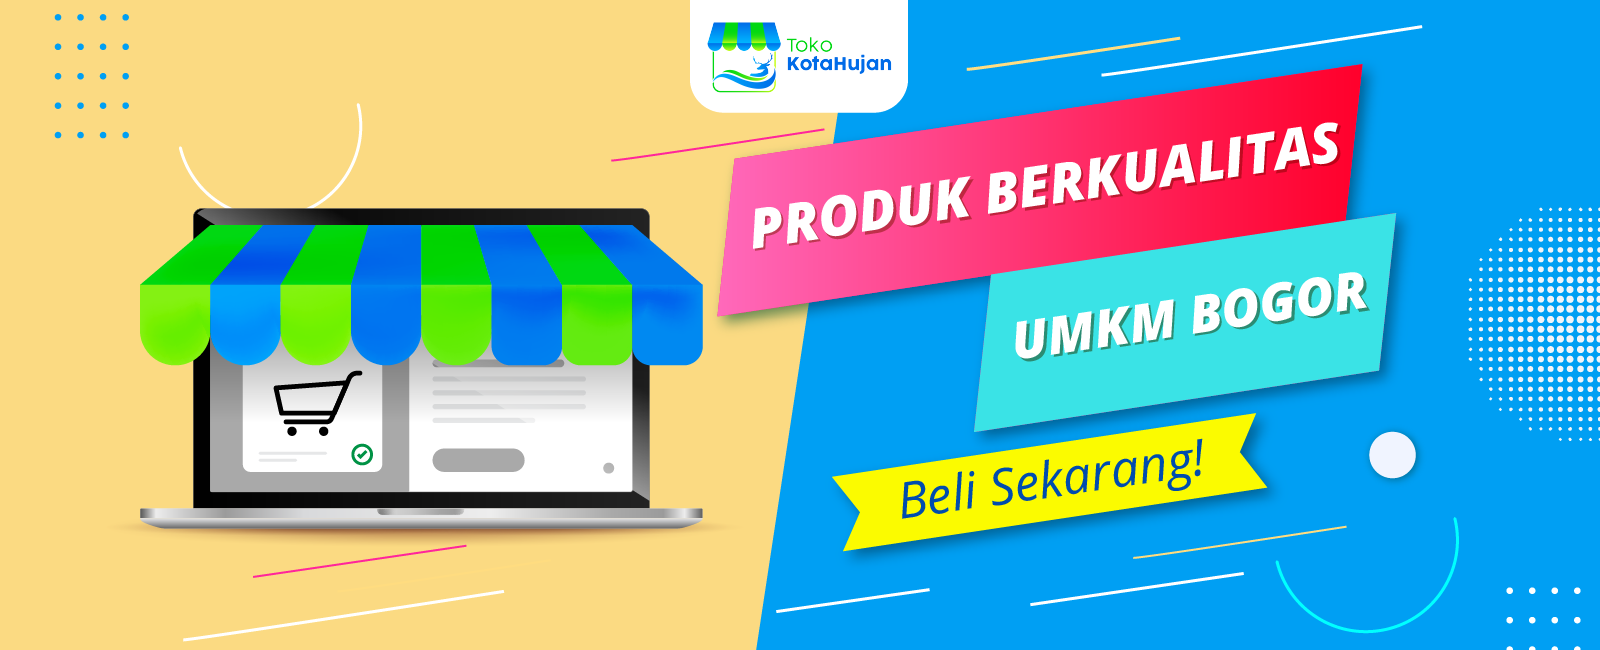 Toko
KotaHujan
PRODUK BERKUALITAS
UMKM BOGOR
Beli Sekarang!